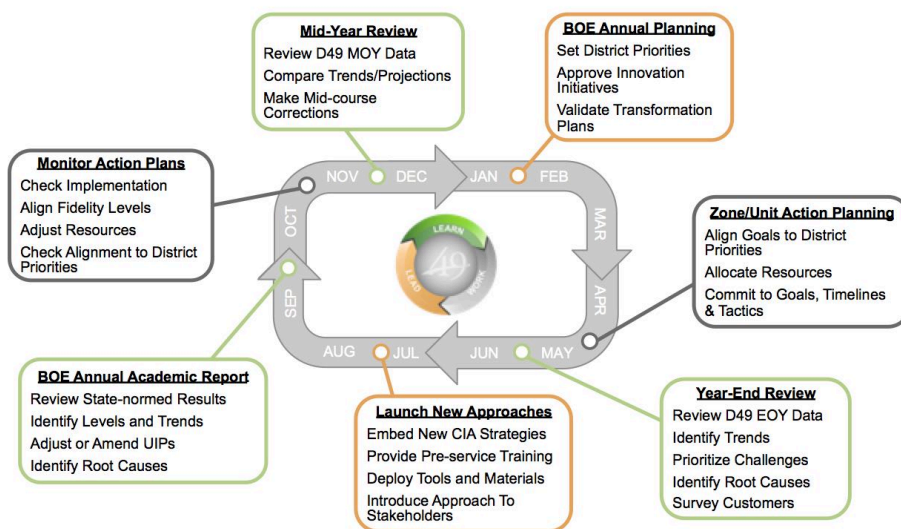 Mid-Year Review
Review D49 MOY Data
Compare Trends/Projections
Make Mid-course
Corrections
BOE Annual Planning
Set District Priorities
Approve Innovation
Initiatives
Validate Transformation
Plans
Monitor Action Plans
Check Implementation
Align Fidelity Levels
Adjust Resources
Check Alignment to District
Priorities
NOV
DEC
JAN
FEB
MAR
APR
MAY
JUN
JUL
AUG
SEP
OCT
LEARN
WORK
LEAD
49
Zone/Unit Action Planning
Align Goals to District
Priorities
Allocate Resources
Commit to Goals, Timelines
& Tactics
BOE Annual Academic Report
Review State-normed Results
Identify Levels and Trends
Adjust or Amend UIPs
Identify Root Causes
Launch New Approaches
Embed New CIA Strategies
Provide Pre-service Training
Deploy Tools and Materials
Introduce Approach To
Stakeholders
Year-End Review
Review D49 EOY Data
Identify Trends
Prioritize Challenges
Identify Root Causes
Survey Customers